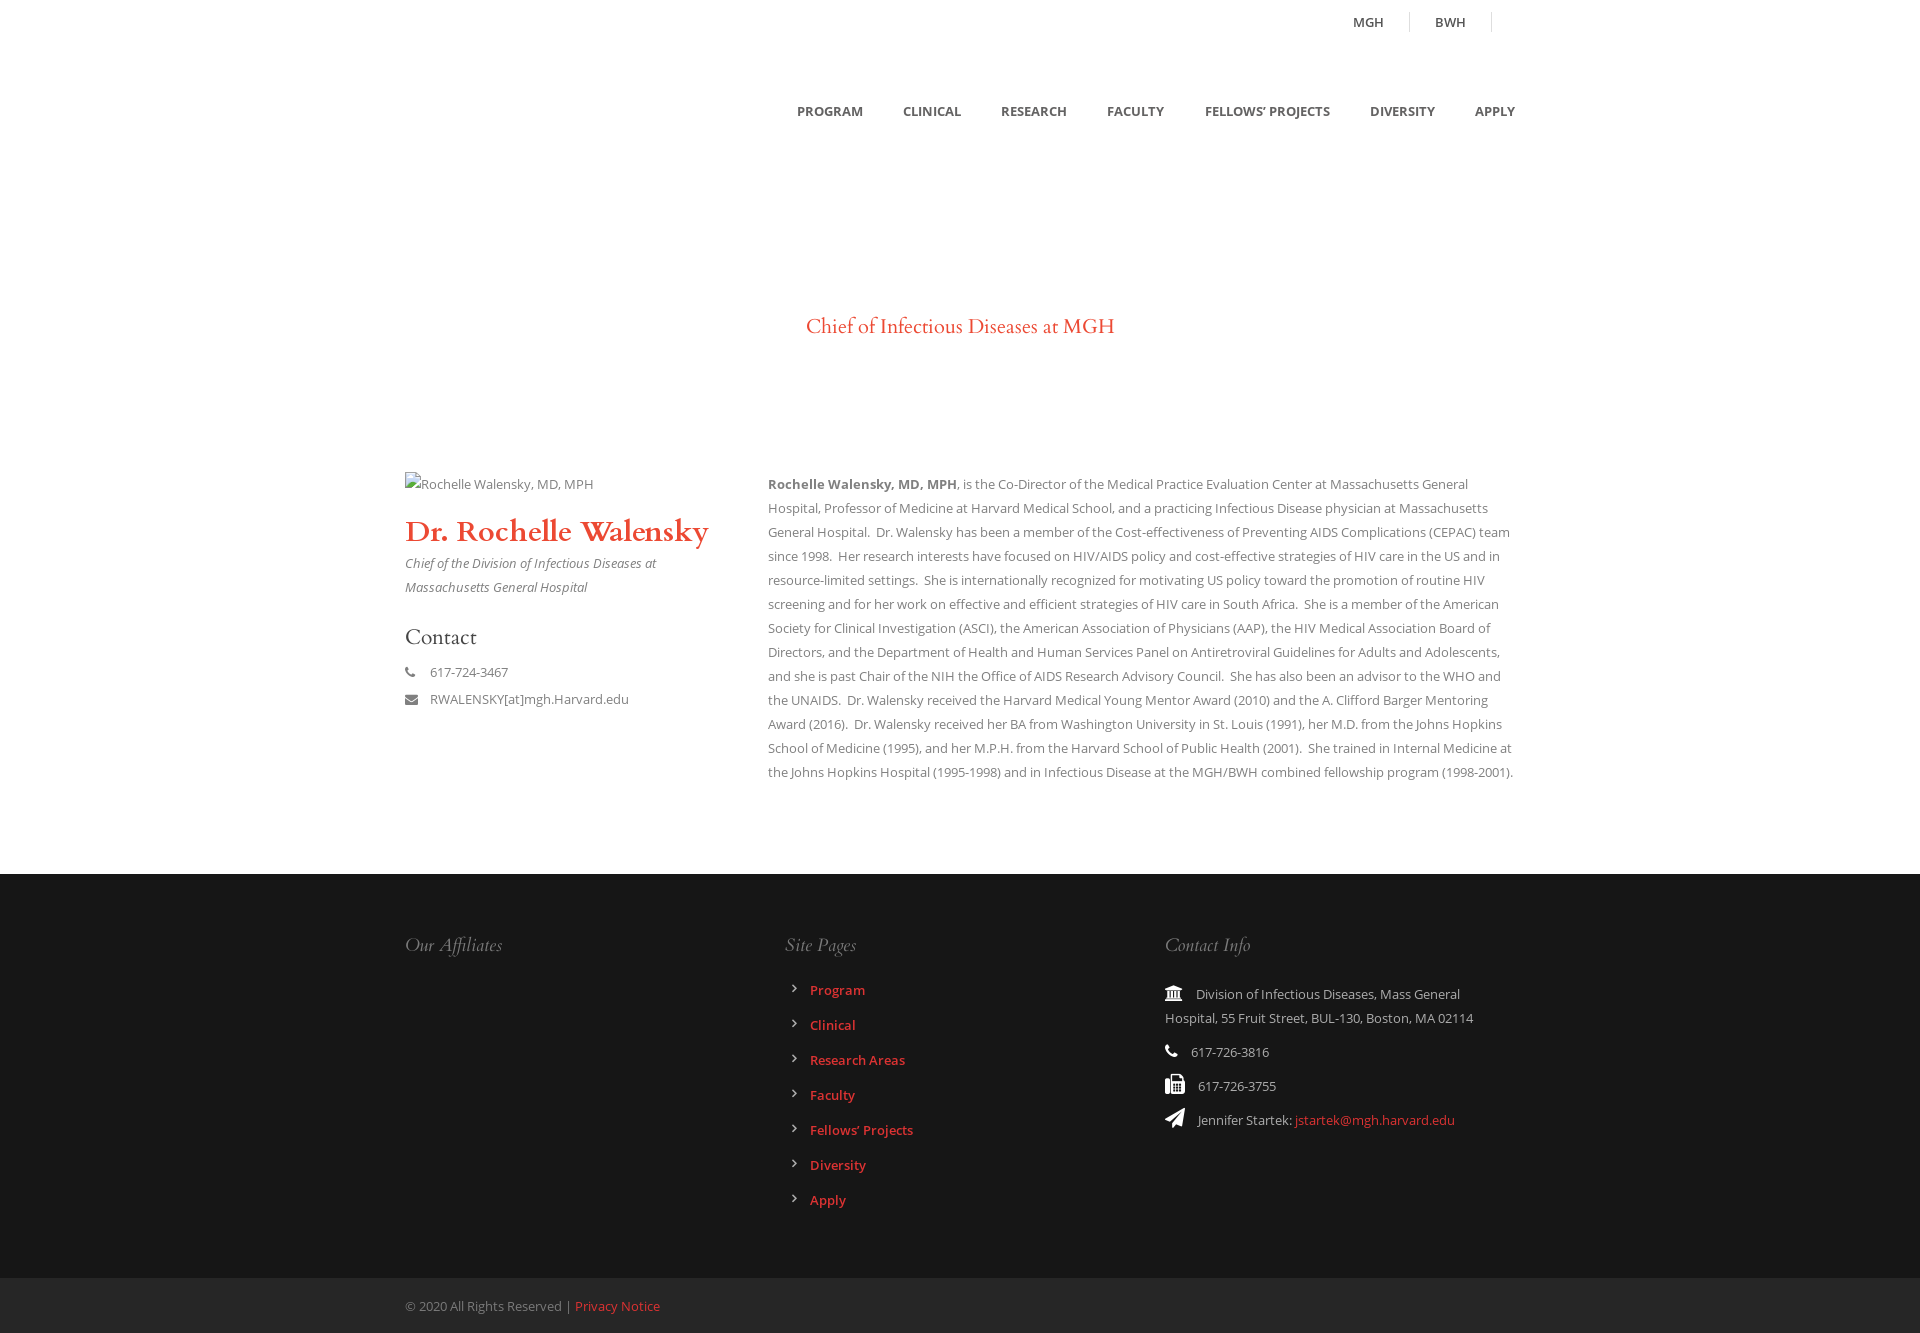 MGH
BWH
PROGRAM
CLINICAL
RESEARCH
FACULTY
FELLOWS’ PROJECTS
DIVERSITY
APPLY
Chief of Infectious Diseases at MGH
Rochelle Walensky, MD, MPH
Dr. Rochelle Walensky
Chief of the Division of Infectious Diseases at
Massachusetts General Hospital
Contact
617-724-3467
RWALENSKY[at]mgh.Harvard.edu
Rochelle Walensky, MD, MPH, is the Co-Director of the Medical Practice Evaluation Center at Massachusetts General
Hospital, Professor of Medicine at Harvard Medical School, and a practicing Infectious Disease physician at Massachusetts
General Hospital.  Dr. Walensky has been a member of the Cost-effectiveness of Preventing AIDS Complications (CEPAC) team
since 1998.  Her research interests have focused on HIV/AIDS policy and cost-effective strategies of HIV care in the US and in
resource-limited settings.  She is internationally recognized for motivating US policy toward the promotion of routine HIV
screening and for her work on effective and efficient strategies of HIV care in South Africa.  She is a member of the American
Society for Clinical Investigation (ASCI), the American Association of Physicians (AAP), the HIV Medical Association Board of
Directors, and the Department of Health and Human Services Panel on Antiretroviral Guidelines for Adults and Adolescents,
and she is past Chair of the NIH the Office of AIDS Research Advisory Council.  She has also been an advisor to the WHO and
the UNAIDS.  Dr. Walensky received the Harvard Medical Young Mentor Award (2010) and the A. Clifford Barger Mentoring
Award (2016).  Dr. Walensky received her BA from Washington University in St. Louis (1991), her M.D. from the Johns Hopkins
School of Medicine (1995), and her M.P.H. from the Harvard School of Public Health (2001).  She trained in Internal Medicine at
the Johns Hopkins Hospital (1995-1998) and in Infectious Disease at the MGH/BWH combined fellowship program (1998-2001).
Our Affiliates
Site Pages
Program
Clinical
Research Areas
Faculty
Fellows’ Projects
Diversity
Apply
Contact Info
Division of Infectious Diseases, Mass General
Hospital, 55 Fruit Street, BUL-130, Boston, MA 02114
617-726-3816
617-726-3755
Jennifer Startek: jstartek@mgh.harvard.edu
© 2020 All Rights Reserved | Privacy Notice